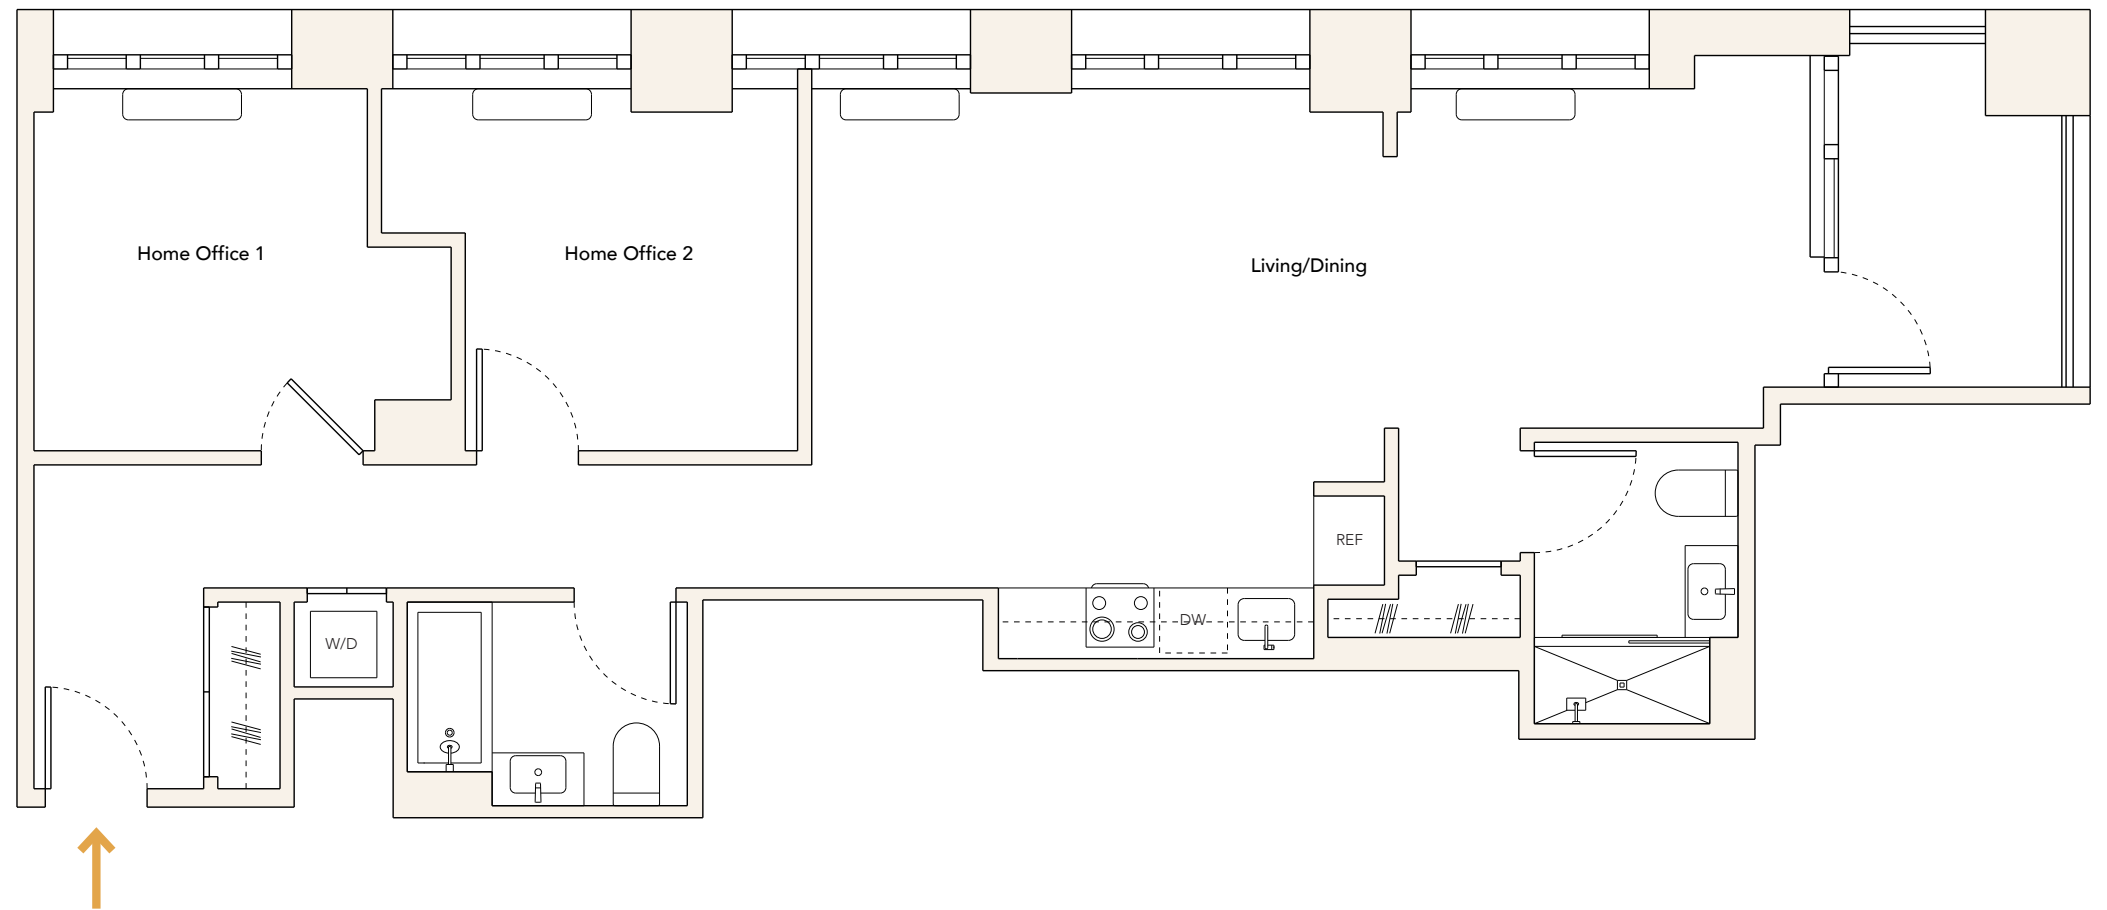 Home Office 1
Home Office 2
Living/Dining
REF
DW
W/D